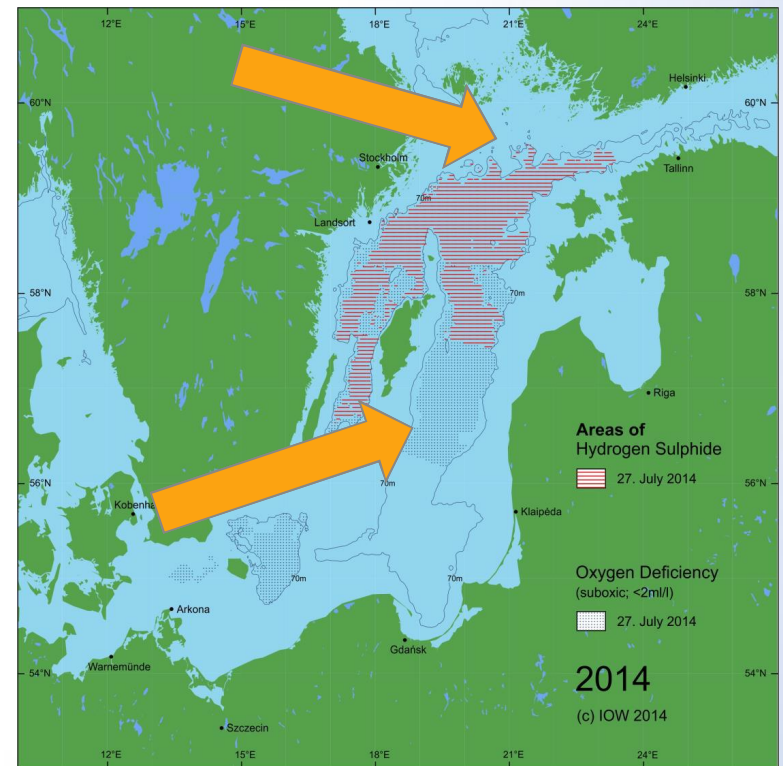 12°E 15°E 18°E 21°E 24°E
60°N 60°N
Helsinki
Stockholm
Tallinn
70m
Landsort
58°N 70m 58°N
Riga
Areas of
Hydrogen Sulphide
27. July 2014
56°N 70m 56°N
Klaipéda
Oxygen Deficiency
(suboxic; <2ml/l)
70m 70m
Arkona
27. July 2014
Gdańsk
Warnemünde
54°N 54°N
2014
(c) IOW 2014
Szczecin
12°E 15°E 18°E 21°E 24°E